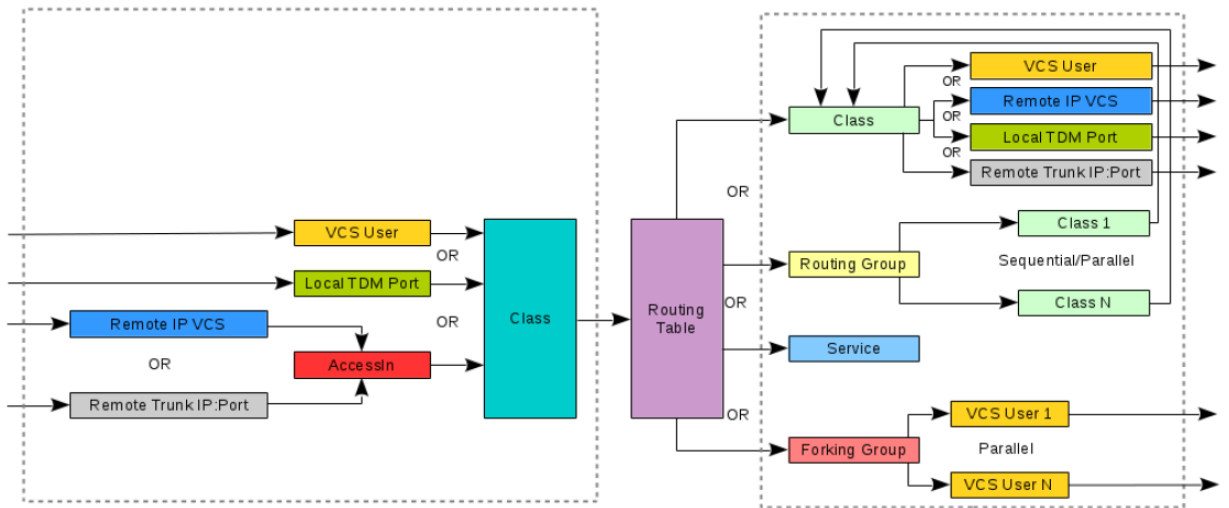 VCS User
OR
Local TDM Port
OR
Remote IP VCS
OR
AccessIn
Remote Trunk IP:Port
Class
Routing
Table
OR
OR
OR
Class
OR
OR
OR
VCS User
Remote IP VCS
Local TDM Port
Remote Trunk IP:Port
Routing Group
Class 1
Sequential/Parallel
Class N
Service
Forking Group
VCS User 1
Parallel
VCS User N